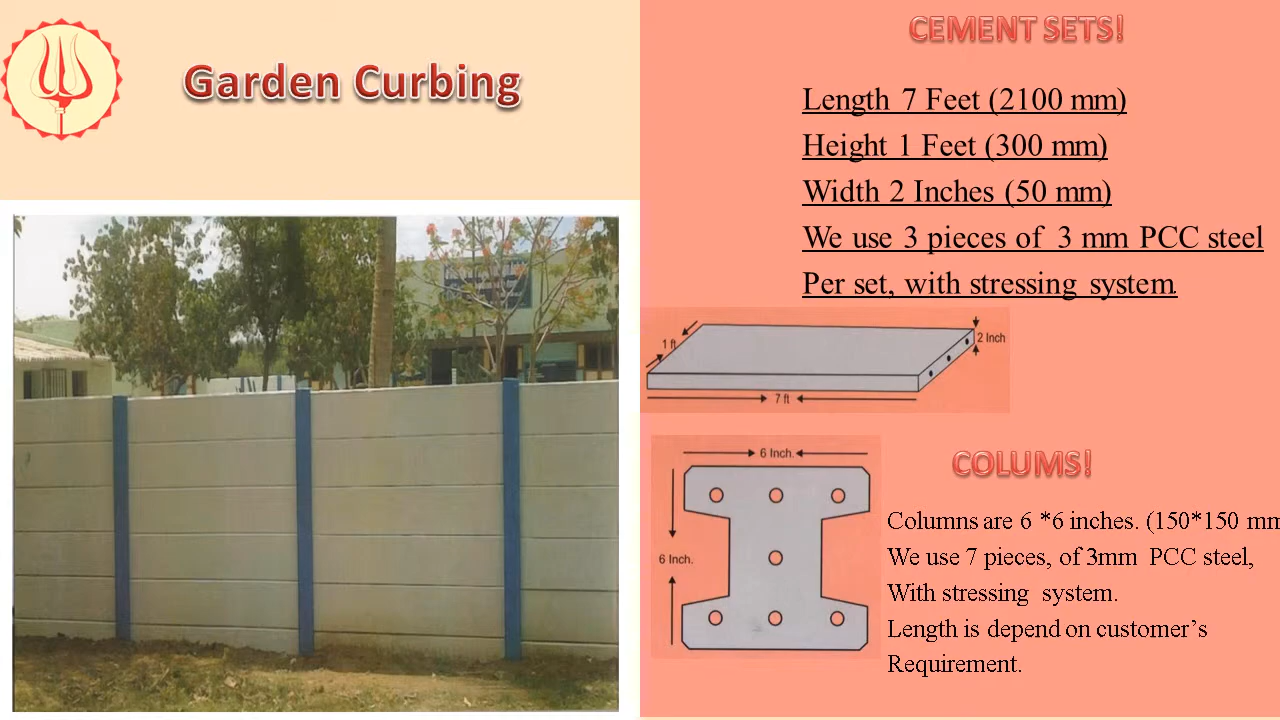 Garden Curbing
CEMENT SETS!
Length 7 Feet (2100 mm)
Height 1 Feet (300 mm)
Width 2 Inches (50 mm)
We use 3 pieces of 3 mm PCC steel
Per set, with stressing system.
1 ft
2 Inch
7 ft
6 Inch.
6 Inch.
COLUMS!
Columns are 6 *6 inches. (150*150 mm
We use 7 pieces, of 3mm PCC steel,
With stressing system.
Length is depend on customer’s
Requirement.